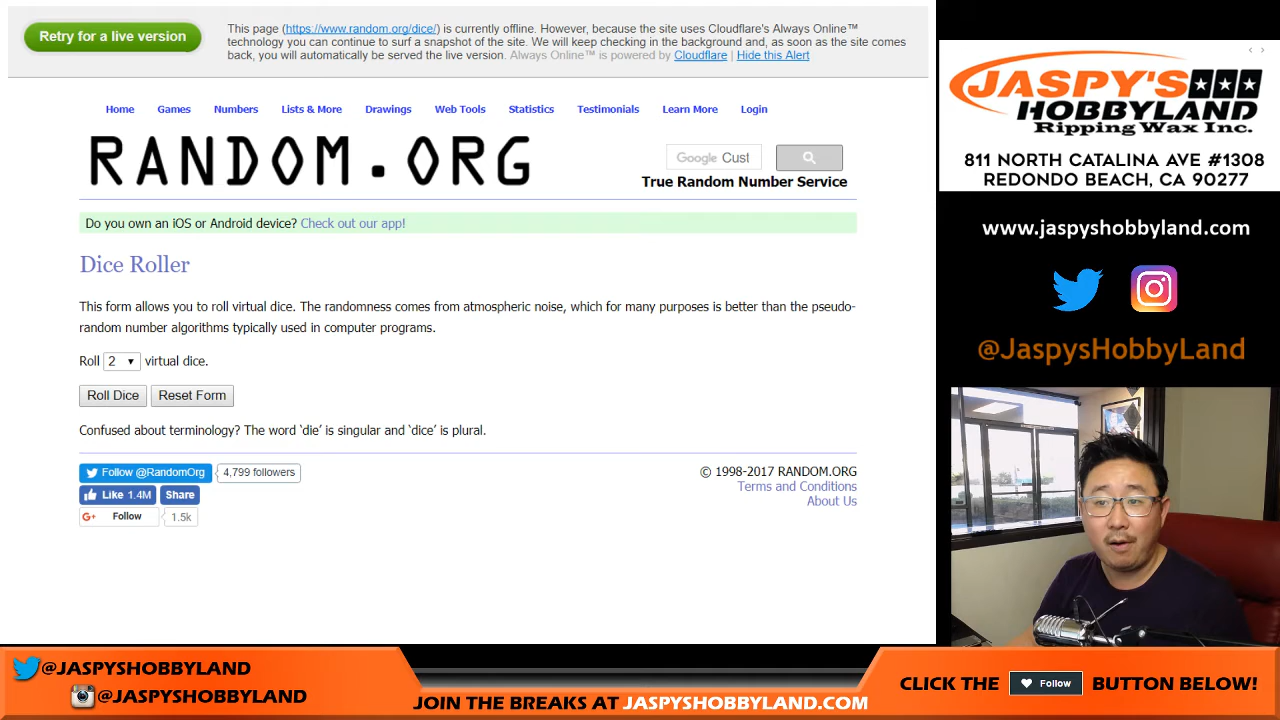 Retry for a live version
This page (https://www.random.org/dice/) is currently offline. However, because the site uses Cloudflare's Always Online™
technology you can continue to surf a snapshot of the site. We will keep checking in the background and, as soon as the site comes
back, you will automatically be served the live version. Always Online™ is powered by Cloudflare | Hide this Alert
Home Games Numbers Lists & More Drawings Web Tools Statistics Testimonials Learn More Login
RANDOM.ORG
Google Cust
True Random Number Service
Do you own an iOS or Android device? Check out our app!
Dice Roller
This form allows you to roll virtual dice. The randomness comes from atmospheric noise, which for many purposes is better than the pseudo-
random number algorithms typically used in computer programs.
Roll 2 virtual dice.
Roll Dice Reset Form
Confused about terminology? The word ‘die’ is singular and ‘dice’ is plural.
Follow @RandomOrg 4,799 followers
Like 1.4M Share
G+ Follow 1.5k
© 1998-2017 RANDOM.ORG
Terms and Conditions
About Us
JASPY'S
HOBBYLAND
Ripping Wax Inc.
811 NORTH CATALINA AVE #1308
REDONDO BEACH, CA 90277
www.jaspyshobbyland.com
@JaspysHobbyLand
@JASPYSHOBBYLAND
@JASPYSHOBBYLAND
JOIN THE BREAKS AT JASPYSHOBBYLAND.COM
CLICK THE Follow BUTTON BELOW!